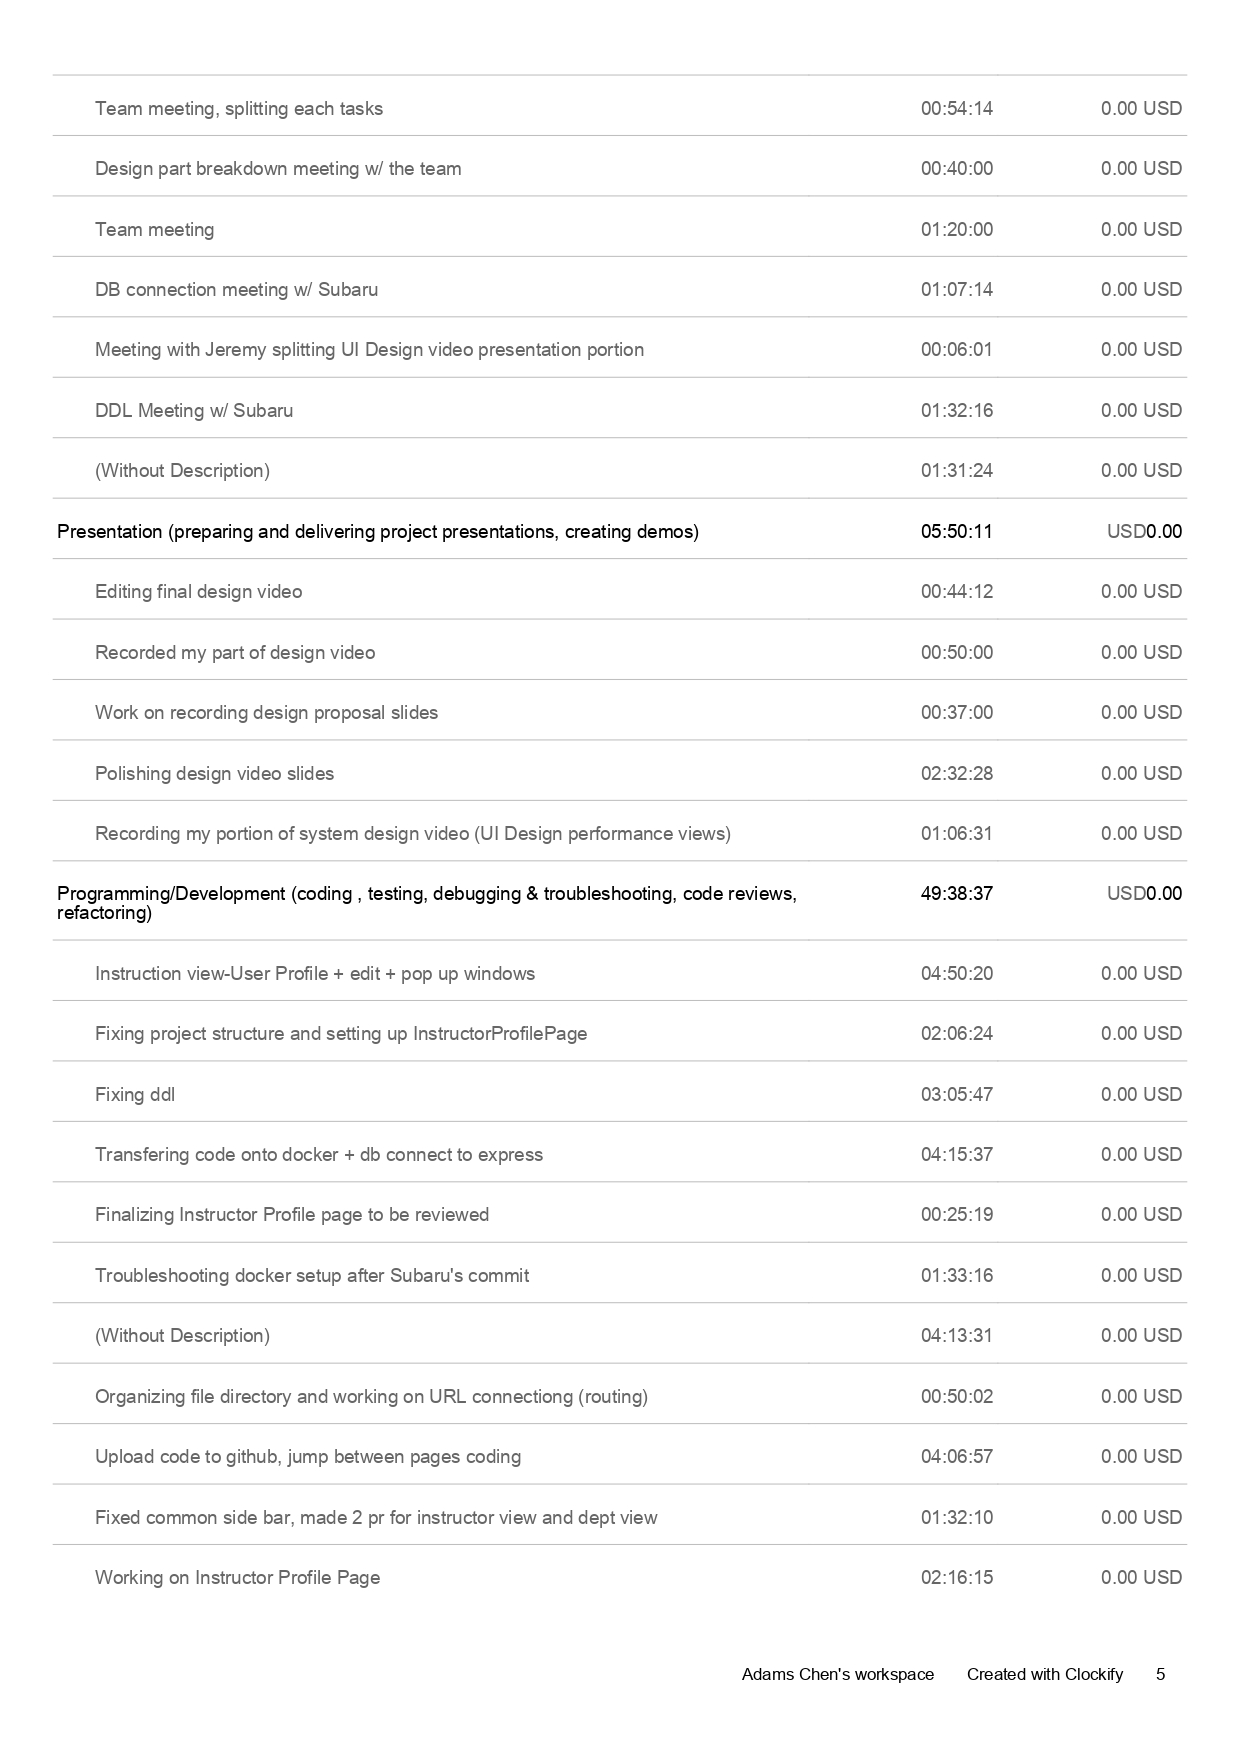 Team meeting, splitting each tasks 00:54:14 0.00 USD
Design part breakdown meeting w/ the team 00:40:00 0.00 USD
Team meeting 01:20:00 0.00 USD
DB connection meeting w/ Subaru 01:07:14 0.00 USD
Meeting with Jeremy splitting UI Design video presentation portion 00:06:01 0.00 USD
DDL Meeting w/ Subaru 01:32:16 0.00 USD
(Without Description) 01:31:24 0.00 USD
Presentation (preparing and delivering project presentations, creating demos) 05:50:11 USD0.00
Editing final design video 00:44:12 0.00 USD
Recorded my part of design video 00:50:00 0.00 USD
Work on recording design proposal slides 00:37:00 0.00 USD
Polishing design video slides 02:32:28 0.00 USD
Recording my portion of system design video (UI Design performance views) 01:06:31 0.00 USD
Programming/Development (coding , testing, debugging & troubleshooting, code reviews, 49:38:37 USD0.00
refactoring)
Instruction view-User Profile + edit + pop up windows 04:50:20 0.00 USD
Fixing project structure and setting up InstructorProfilePage 02:06:24 0.00 USD
Fixing ddl 03:05:47 0.00 USD
Transfering code onto docker + db connect to express 04:15:37 0.00 USD
Finalizing Instructor Profile page to be reviewed 00:25:19 0.00 USD
Troubleshooting docker setup after Subaru's commit 01:33:16 0.00 USD
(Without Description) 04:13:31 0.00 USD
Organizing file directory and working on URL connectiong (routing) 00:50:02 0.00 USD
Upload code to github, jump between pages coding 04:06:57 0.00 USD
Fixed common side bar, made 2 pr for instructor view and dept view 01:32:10 0.00 USD
Working on Instructor Profile Page 02:16:15 0.00 USD
Adams Chen's workspace Created with Clockify 5